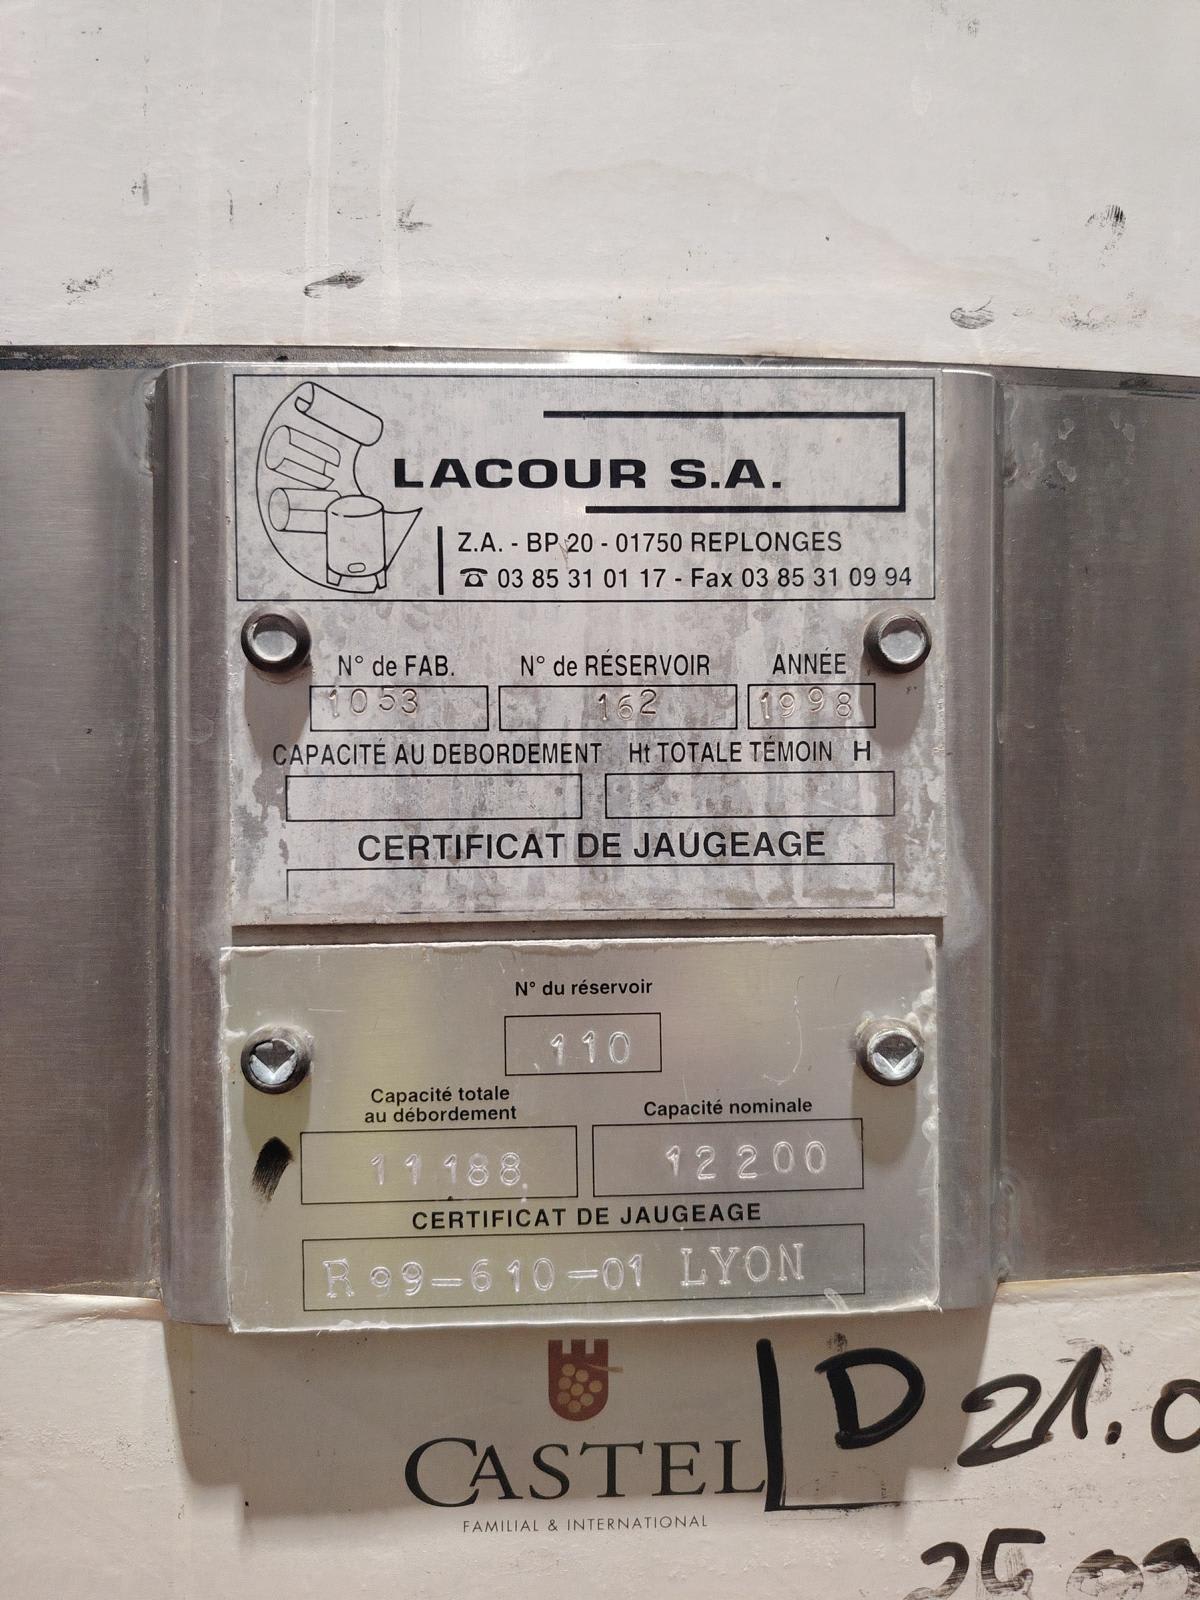 LACOUR S.A.
Z.A. - BP 20 - 01750 REPLONGES
☎ 03 85 31 01 17 - Fax 03 85 31 09 94
N° de FAB. N° de RÉSERVOIR ANNÉE
1053 162 1998
CAPACITÉ AU DEBORDEMENT Ht TOTALE TÉMOIN H
CERTIFICAT DE JAUGEAGE
N° du réservoir
110
Capacité totale
au débordement Capacité nominale
11188 12200
CERTIFICAT DE JAUGEAGE
R99-610-01 LYON
CASTEL
FAMILIAL & INTERNATIONAL
D 21.0